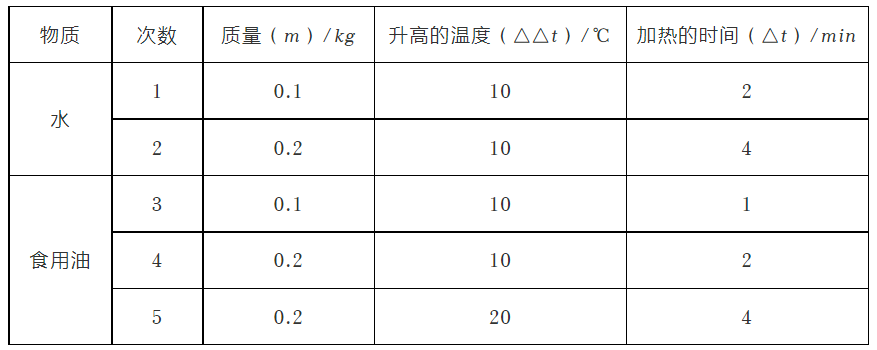 物质 次数 质量（m）/kg 升高的温度（△△t）/℃ 加热的时间（△t）/min
水
1 0.1 10 2
2 0.2 10 4
食用油
3 0.1 10 1
4 0.2 10 2
5 0.2 20 4